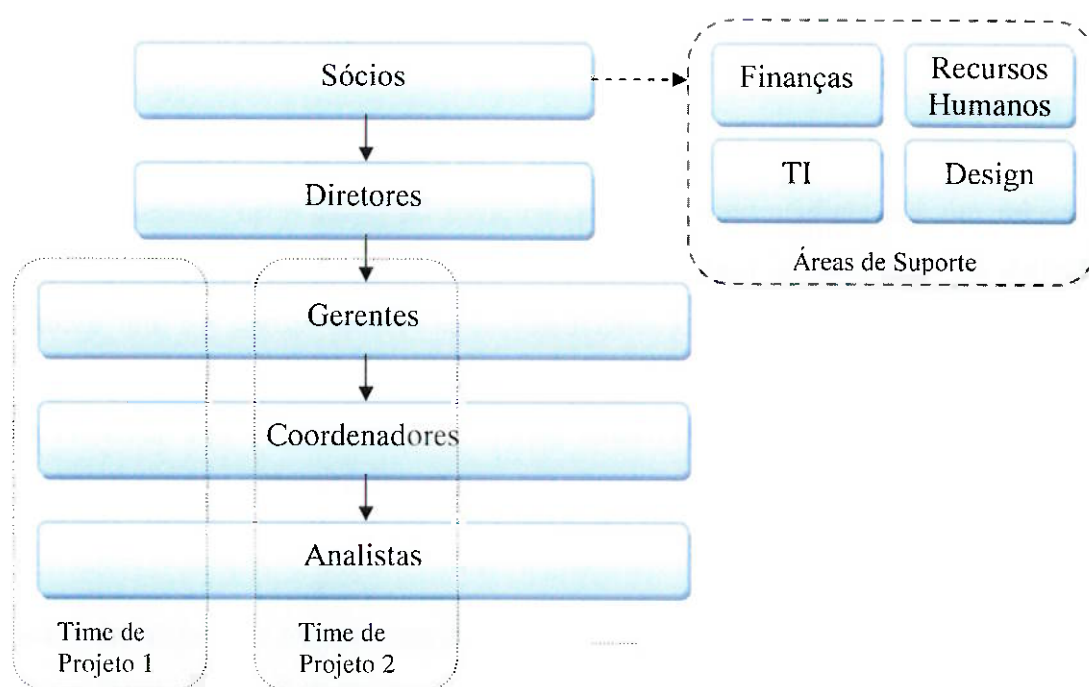 Sócios
Diretores
Gerentes
Coordenadores
Analistas
Time de
Projeto 1
Time de
Projeto 2
Finanças
Recursos
Humanos
TI
Design
Áreas de Suporte